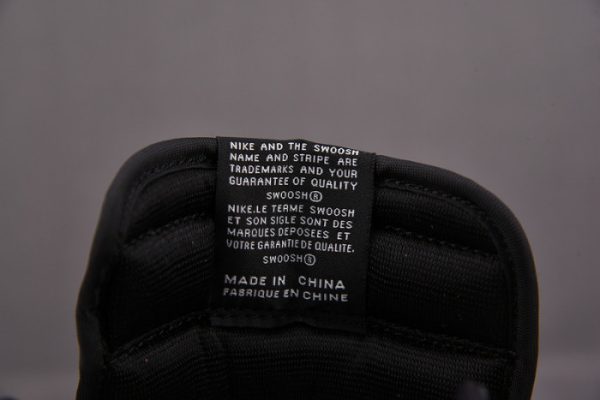 NIKE AND THE SWOOSH
NAME AND STRIPE ARE
TRADEMARKS AND YOUR
GUARANTEE OF QUALITY
SWOOSH®
NIKE.LE TERME SWOOSH
ET SON SIGLE SONT DES
MARQUES DEPOSEES ET
VOTRE GARANTIE DE QUALITE.
SWOOSH®
MADE IN CHINA
FABRIQUE EN CHINE